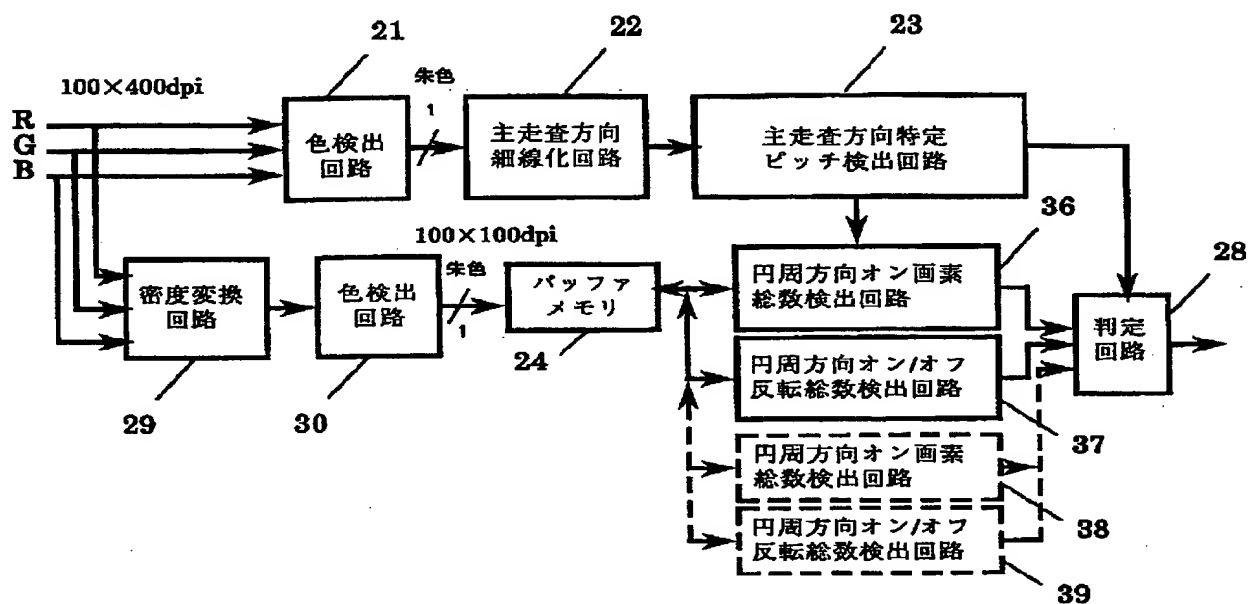 21
22
23
100×400dpi
朱色
1
R
G
B
色検出
回路
主走査方向
細線化回路
主走査方向特定
ピッチ検出回路
36
100×100dpi
28
密度変換
回路
色検出
回路
朱色
1
バッファ
メモリ
円周方向オン画素
総数検出回路
判定
回路
24
円周方向オン/オフ
反転総数検出回路
29
30
37
円周方向オン画素
総数検出回路
38
円周方向オン/オフ
反転総数検出回路
39